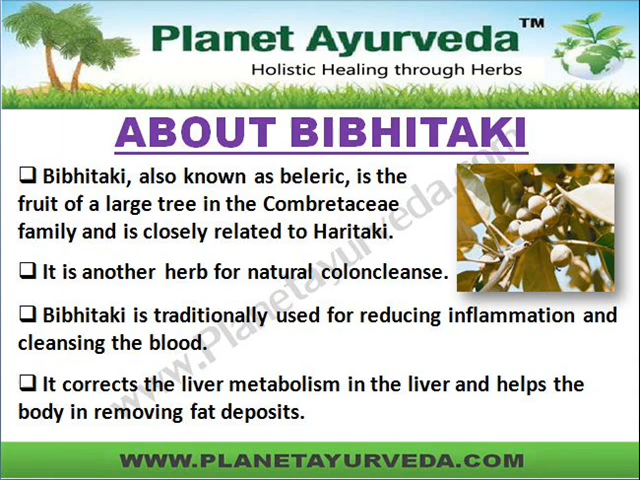 Planet Ayurveda™
Holistic Healing through Herbs
ABOUT BIBHITAKI
❑ Bibhitaki, also known as beleric, is the
fruit of a large tree in the Combretaceae
family and is closely related to Haritaki.
❑ It is another herb for natural coloncleanse.
❑ Bibhitaki is traditionally used for reducing inflammation and
cleansing the blood.
❑ It corrects the liver metabolism in the liver and helps the
body in removing fat deposits.
www.Planetayurveda.com
WWW.PLANETAYURVEDA.COM